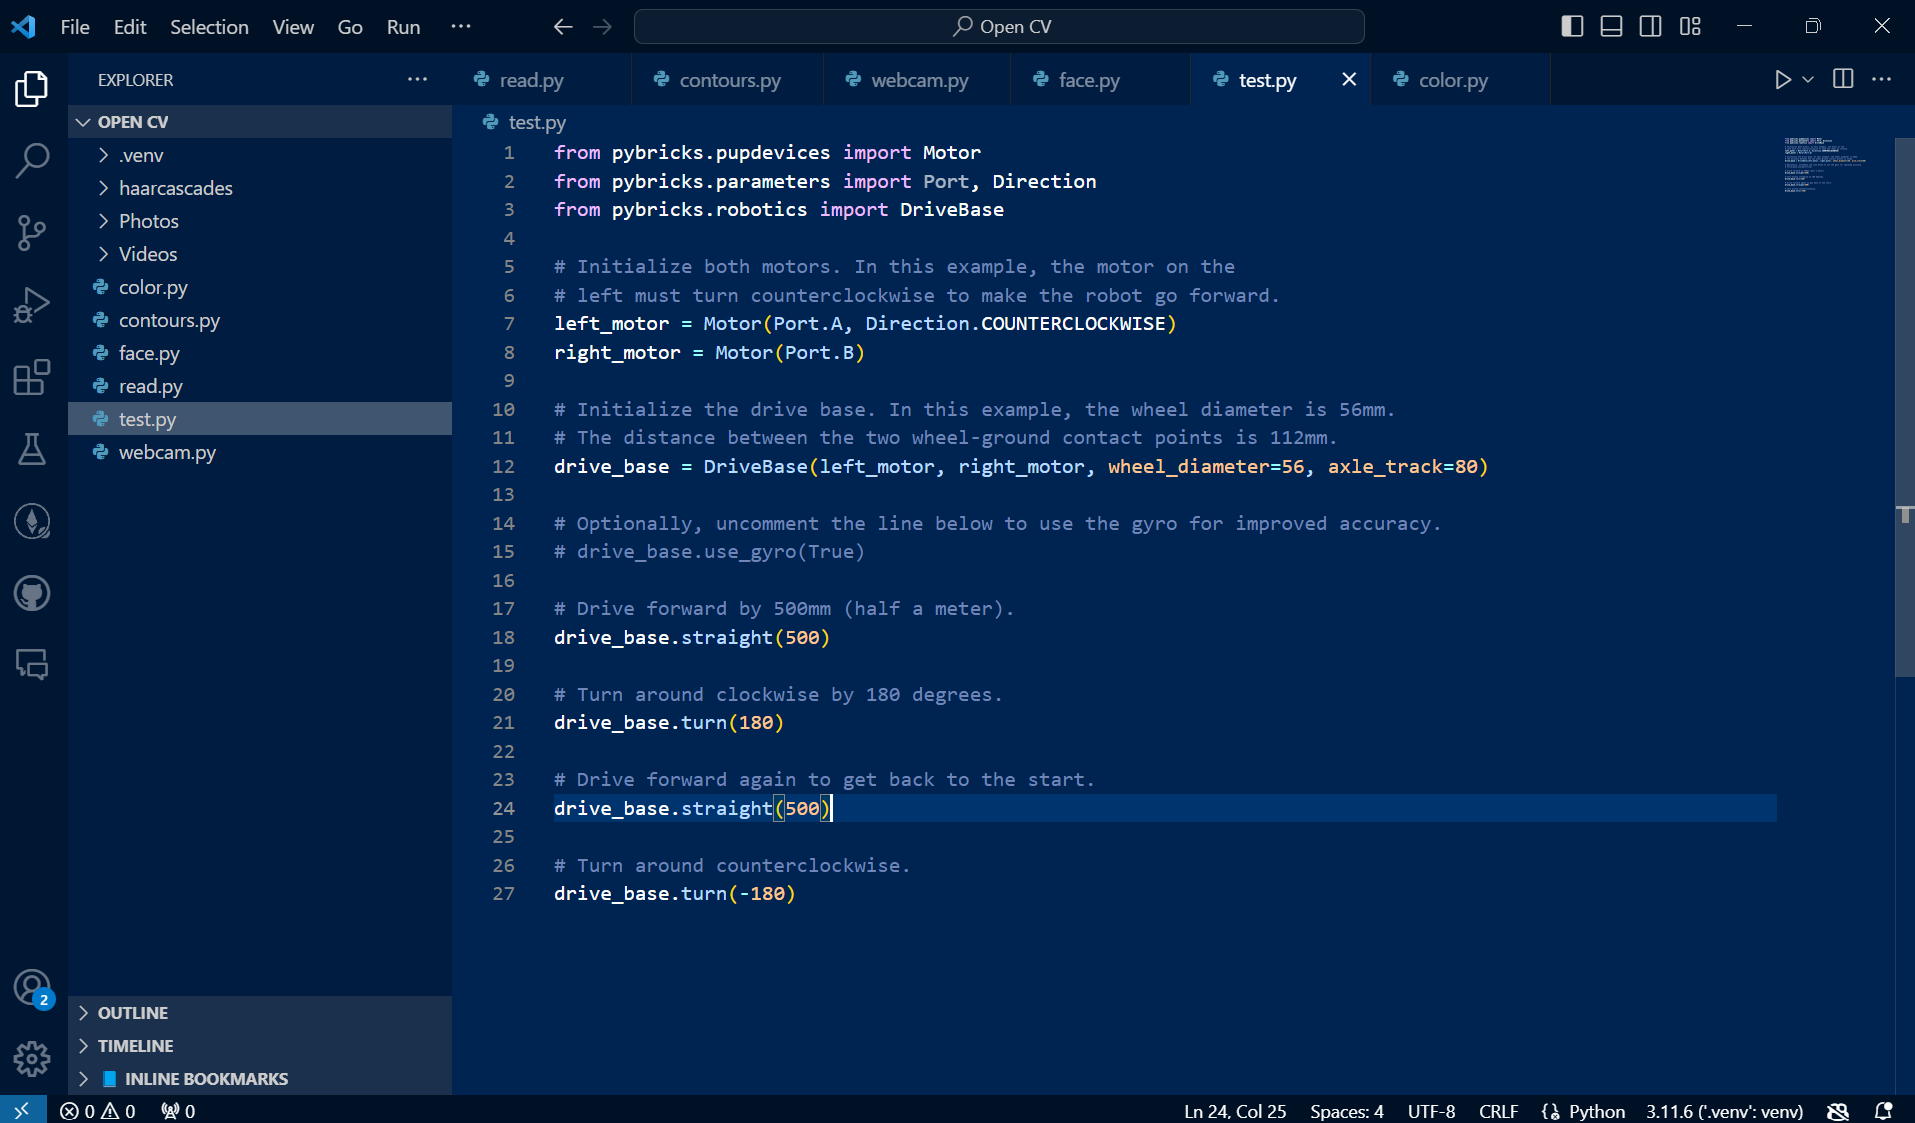 File Edit Selection View Go Run ···
Open CV
EXPLORER ···
read.py contours.py webcam.py face.py test.py color.py
OPEN CV
.venv
haarcascades
Photos
Videos
color.py
contours.py
face.py
read.py
test.py
webcam.py
OUTLINE
TIMELINE
INLINE BOOKMARKS
2
test.py
1 from pybricks.pupdevices import Motor
2 from pybricks.parameters import Port, Direction
3 from pybricks.robotics import DriveBase
4
5 # Initialize both motors. In this example, the motor on the
6 # left must turn counterclockwise to make the robot go forward.
7 left_motor = Motor(Port.A, Direction.COUNTERCLOCKWISE)
8 right_motor = Motor(Port.B)
9
10 # Initialize the drive base. In this example, the wheel diameter is 56mm.
11 # The distance between the two wheel-ground contact points is 112mm.
12 drive_base = DriveBase(left_motor, right_motor, wheel_diameter=56, axle_track=80)
13
14 # Optionally, uncomment the line below to use the gyro for improved accuracy.
15 # drive_base.use_gyro(True)
16
17 # Drive forward by 500mm (half a meter).
18 drive_base.straight(500)
19
20 # Turn around clockwise by 180 degrees.
21 drive_base.turn(180)
22
23 # Drive forward again to get back to the start.
24 drive_base.straight(500)
25
26 # Turn around counterclockwise.
27 drive_base.turn(-180)
0 0 0
Ln 24, Col 25 Spaces: 4 UTF-8 CRLF Python 3.11.6 ('.venv': venv)